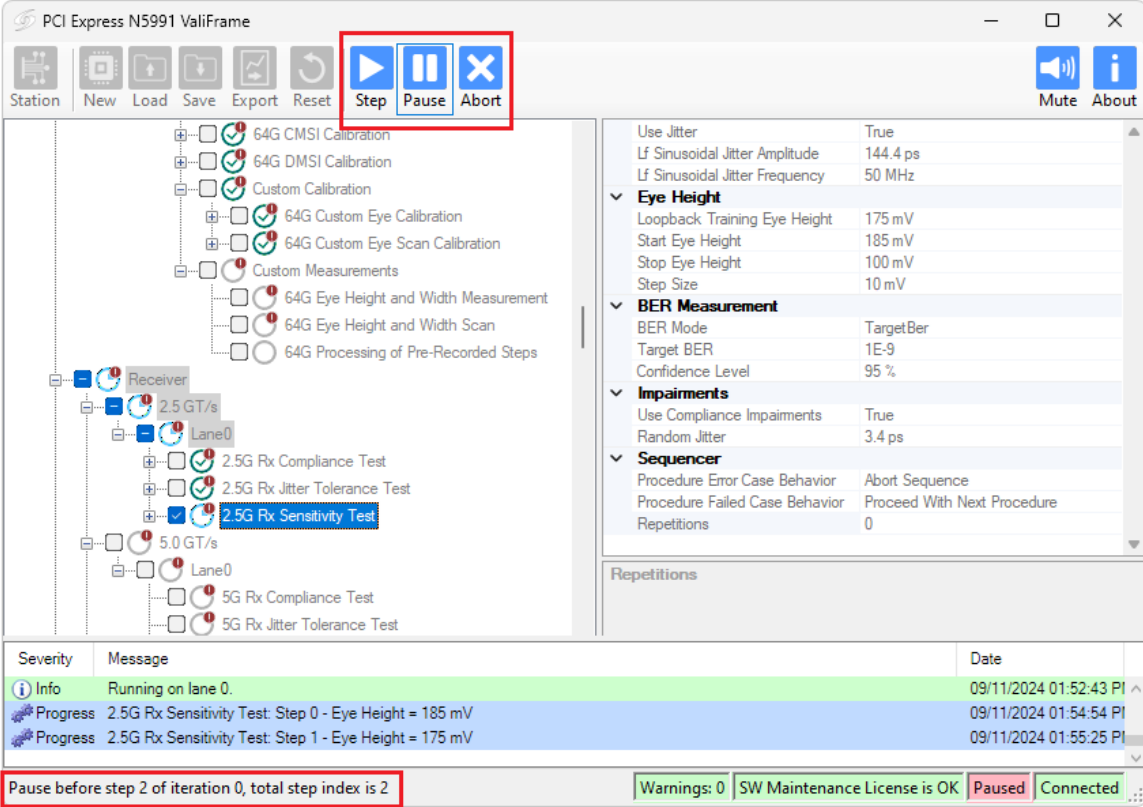 PCI Express N5991 ValiFrame
Station New Load Save Export Reset Step Pause Abort Mute About
64G CMSI Calibration
64G DMSI Calibration
Custom Calibration
64G Custom Eye Calibration
64G Custom Eye Scan Calibration
Custom Measurements
64G Eye Height and Width Measurement
64G Eye Height and Width Scan
64G Processing of Pre-Recorded Steps
Receiver
2.5 GT/s
Lane0
2.5G Rx Compliance Test
2.5G Rx Jitter Tolerance Test
2.5G Rx Sensitivity Test
5.0 GT/s
Lane0
5G Rx Compliance Test
5G Rx Jitter Tolerance Test
Use Jitter True
Lf Sinusoidal Jitter Amplitude 144.4 ps
Lf Sinusoidal Jitter Frequency 50 MHz
Eye Height
Loopback Training Eye Height 175 mV
Start Eye Height 185 mV
Stop Eye Height 100 mV
Step Size 10 mV
BER Measurement
BER Mode TargetBer
Target BER 1E-9
Confidence Level 95 %
Impairments
Use Compliance Impairments True
Random Jitter 3.4 ps
Sequencer
Procedure Error Case Behavior Abort Sequence
Procedure Failed Case Behavior Proceed With Next Procedure
Repetitions 0
Repetitions
Severity Message Date
Info Running on lane 0. 09/11/2024 01:52:43 PM
Progress 2.5G Rx Sensitivity Test: Step 0 - Eye Height = 185 mV 09/11/2024 01:54:54 PM
Progress 2.5G Rx Sensitivity Test: Step 1 - Eye Height = 175 mV 09/11/2024 01:55:25 PM
Pause before step 2 of iteration 0, total step index is 2 Warnings: 0 SW Maintenance License is OK Paused Connected